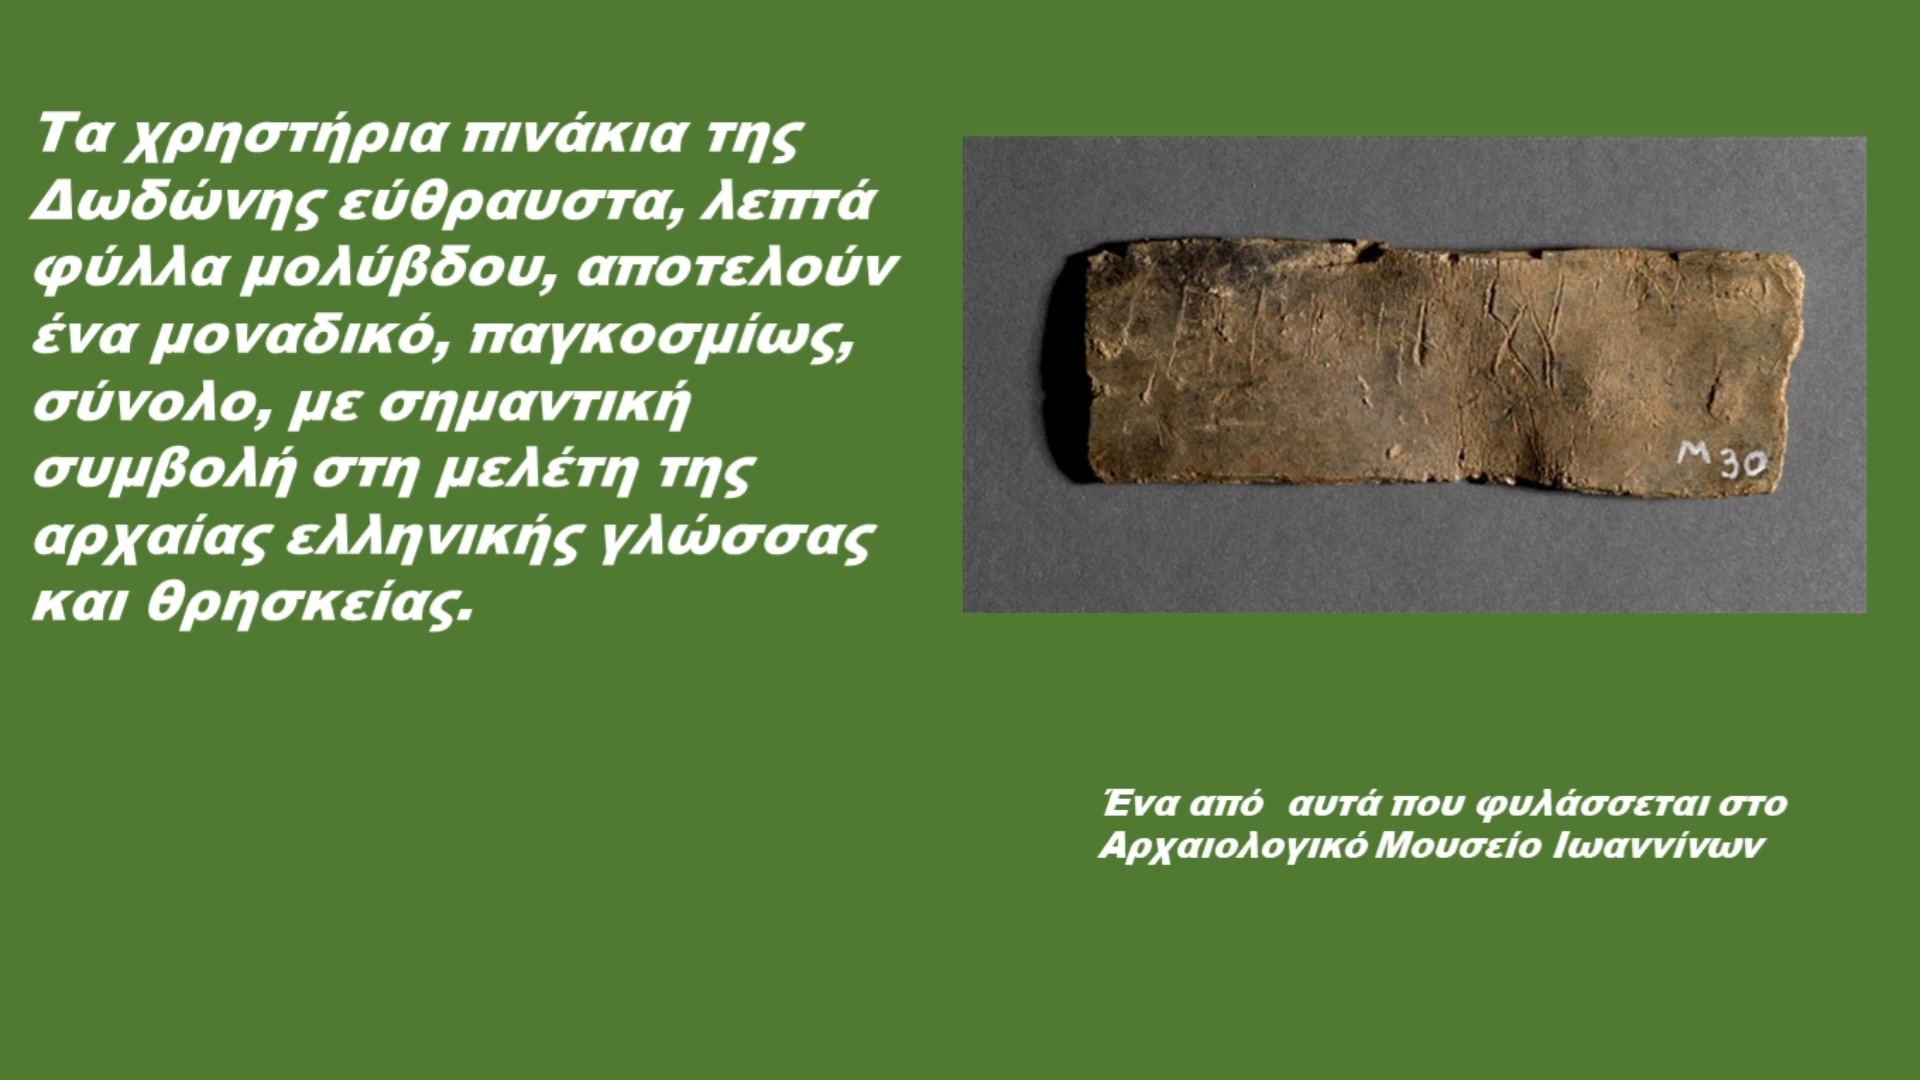 Τα χρηστήρια πινάκια της
Δωδώνης εύθραυστα, λεπτά
φύλλα μολύβδου, αποτελούν
ένα μοναδικό, παγκοσμίως,
σύνολο, με σημαντική
συμβολή στη μελέτη της
αρχαίας ελληνικής γλώσσας
και θρησκείας.
M 30
Ένα από  αυτά που φυλάσσεται στο
Αρχαιολογικό Μουσείο Ιωαννίνων